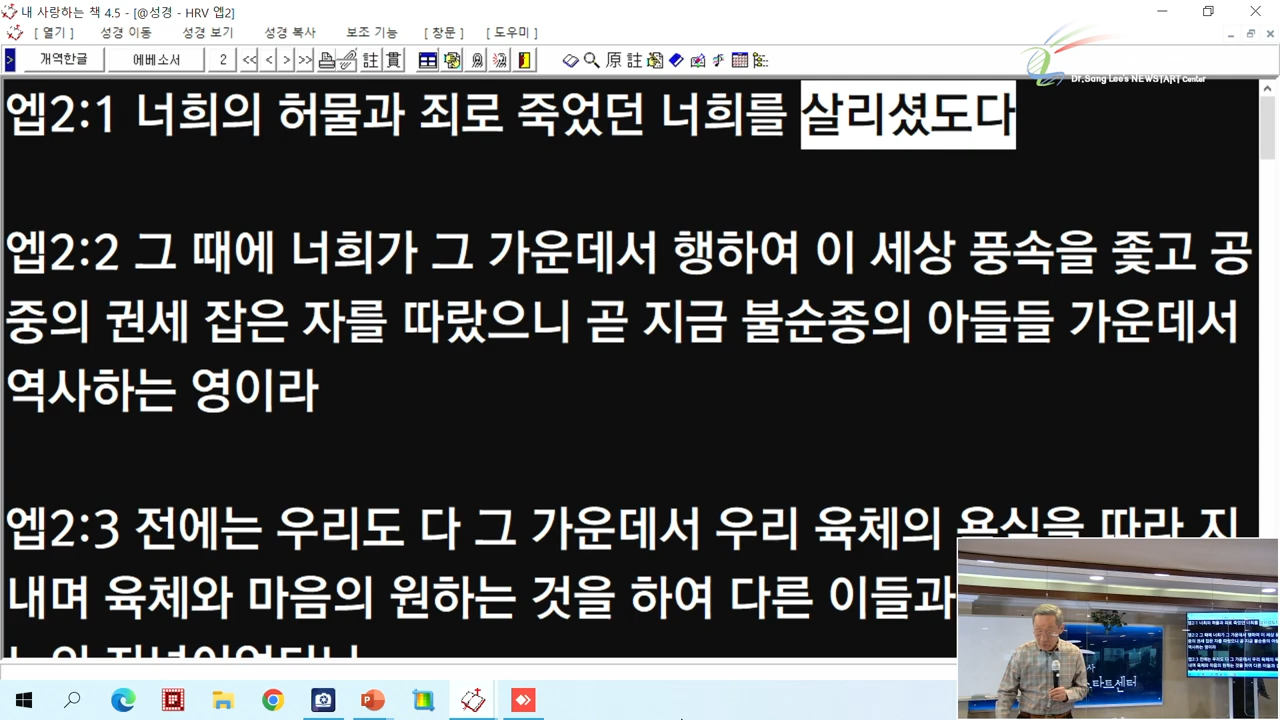 내 사랑하는 책 4.5 - [@성경 - HRV 엡2]
[ 열기 ] 성경 이동 성경 보기 성경 복사 보조 기능 [ 창문 ] [ 도우미 ]
개역한글 에베소서 2 << < > >> 註 貫 原 註
Dr.Sang Lee's NEWSTART Center
엡2:1 너희의 허물과 죄로 죽었던 너희를 살리셨도다
엡2:2 그 때에 너희가 그 가운데서 행하여 이 세상 풍속을 좇고 공
중의 권세 잡은 자를 따랐으니 곧 지금 불순종의 아들들 가운데서
역사하는 영이라
엡2:3 전에는 우리도 다 그 가운데서 우리 육체의 욕심을 따라 지
내며 육체와 마음의 원하는 것을 하여 다른 이들과